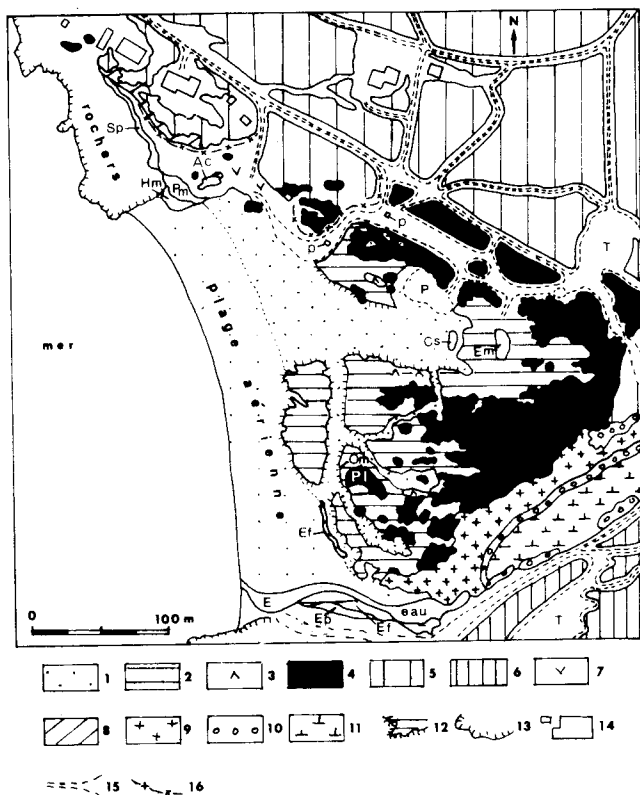 N
rochers
Sp
Ac
Hm
Pm
p
p
P
T
plage aerienne
mer
Cs
Em
Om
Pl
Ef
E
eau
Eb
Ef
T
0 100 m
1 2 3 4 5 6 7
8 9 10 11 12 13 14
15 16